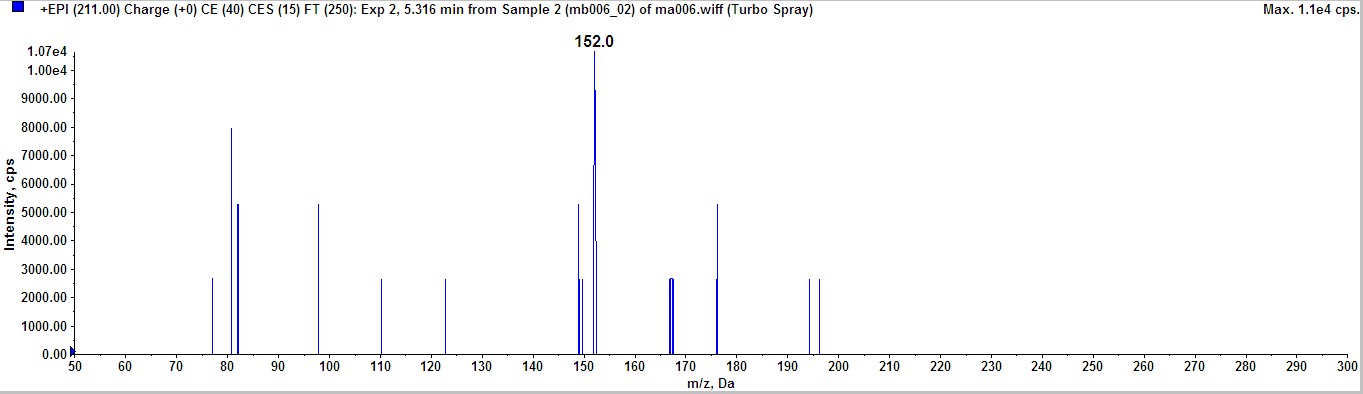 +EPI (211.00) Charge (+0) CE (40) CES (15) FT (250): Exp 2, 5.316 min from Sample 2 (mb006_02) of ma006.wiff (Turbo Spray)
Max. 1.1e4 cps.
152.0
1.07e4
1.00e4
9000.00
8000.00
7000.00
6000.00
5000.00
4000.00
3000.00
2000.00
1000.00
0.00
Intensity, cps
50 60 70 80 90 100 110 120 130 140 150 160 170 180 190 200 210 220 230 240 250 260 270 280 290 300
m/z, Da